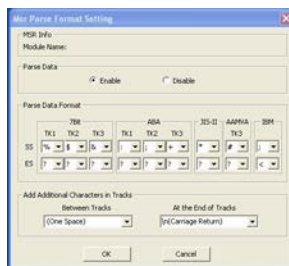 Msr Parse Format Setting
MSR Info
Module Name:
Parse Data
Enable Disable
Parse Data Format
7Bit ABA JIS-II AAMVA IBM
TK1 TK2 TK3 TK1 TK2 TK3 TK3
SS % $ & ; ; + * # ;
ES ? ? ? ? ? ? ? ? <
Add Additional Characters in Tracks
Between Tracks At the End of Tracks
(One Space) \n(Carriage Return)
OK Cancel